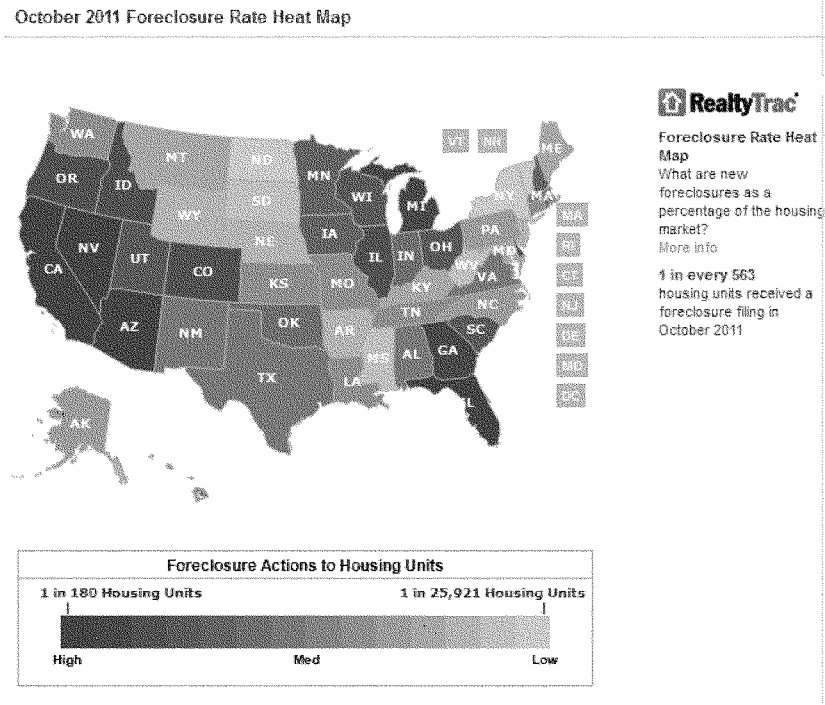 October 2011 Foreclosure Rate Heat Map
RealtyTrac
Foreclosure Rate Heat
Map
What are new
foreclosures as a
percentage of the housing
market?
More info
1 in every 563
housing units received a
foreclosure filing in
October 2011
WA
MT
ND
VT
NH
ME
OR
ID
MN
SD
WI
MI
NY
MA
WY
IA
PA
MA
NE
NV
UT
IL
IN
OH
MD
RI
CA
CO
KS
MO
WV
VA
CT
KY
NJ
AZ
NM
OK
AR
TN
NC
DE
SC
MS
AL
GA
MD
TX
LA
DC
AK
Foreclosure Actions to Housing Units
1 in 180 Housing Units
1 in 25,921 Housing Units
High
Med
Low